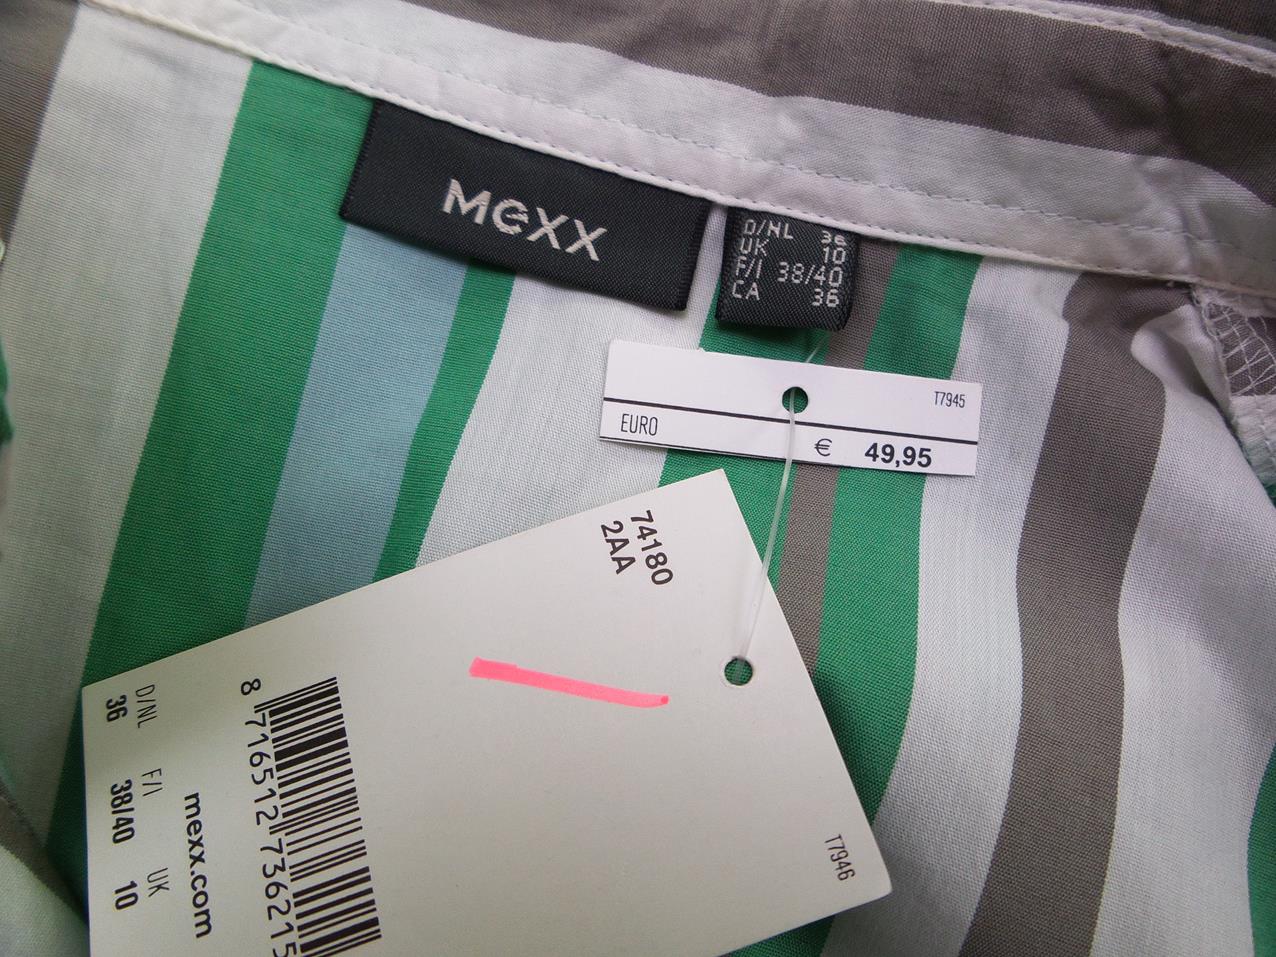 Mexx
D/NL 36
UK 10
F/I 38/40
CA 36
T7945
EURO € 49,95
74180
2AA
T7946
D/NL F/I UK
36 38/40 10
mexx.com
8 716512 736215